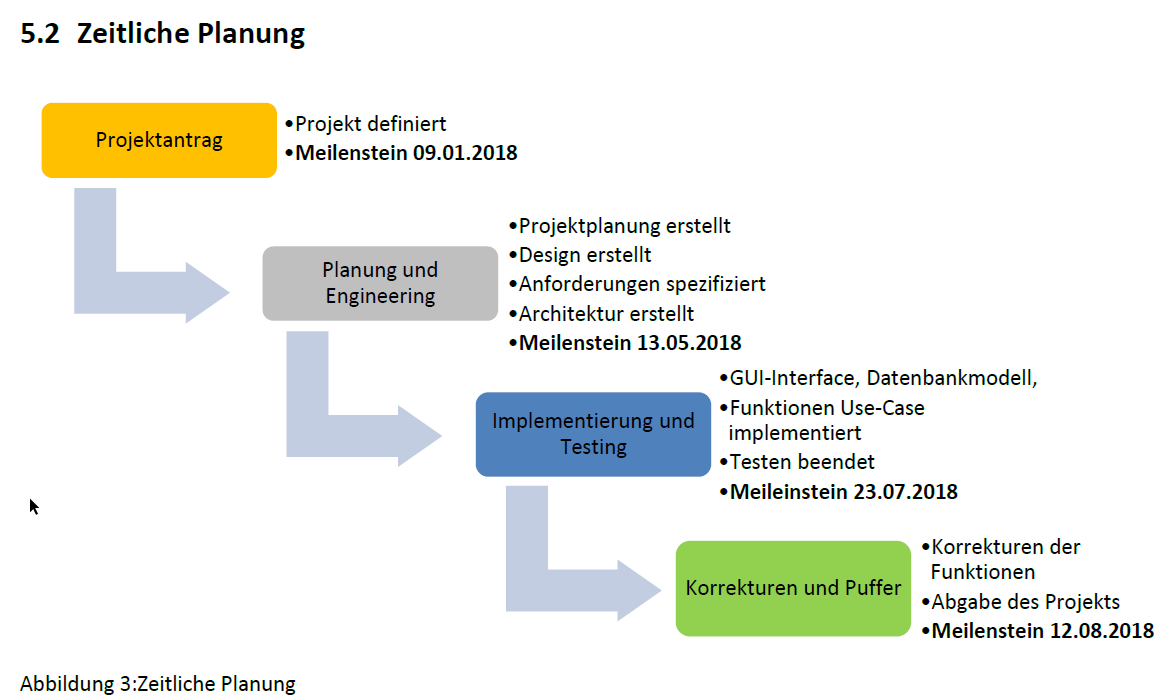 5.2 Zeitliche Planung
Projektantrag
•Projekt definiert
•Meilenstein 09.01.2018
Planung und
Engineering
•Projektplanung erstellt
•Design erstellt
•Anforderungen spezifiziert
•Architektur erstellt
•Meilenstein 13.05.2018
Implementierung und
Testing
•GUI-Interface, Datenbankmodell,
•Funktionen Use-Case
implementiert
•Testen beendet
•Meileinstein 23.07.2018
Korrekturen und Puffer
•Korrekturen der
Funktionen
•Abgabe des Projekts
•Meilenstein 12.08.2018
Abbildung 3:Zeitliche Planung